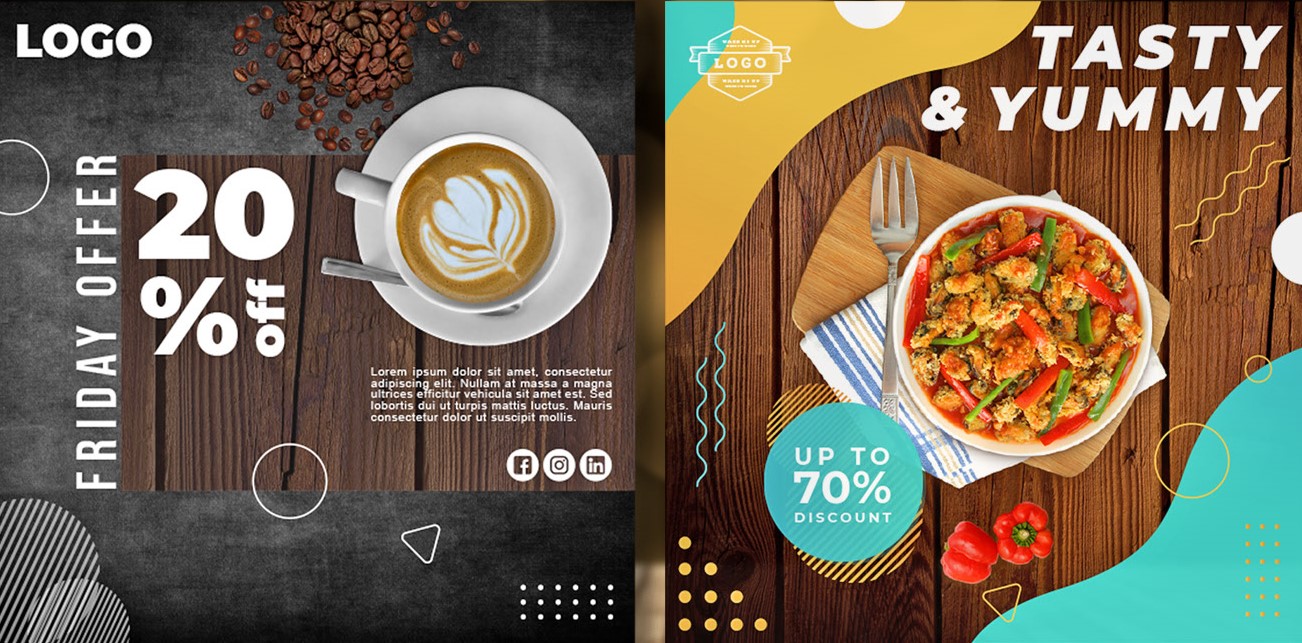 LOGO
FRIDAY OFFER
20
%off
Lorem ipsum dolor sit amet, consectetur
adipiscing elit. Nullam at massa a magna
ultrices efficitur vehicula sit amet est. Sed
lobortis dui ut turpis mattis luctus. Mauris
consectetur dolor ut suscipit mollis.
LOGO
TASTY
& YUMMY
UP TO
70%
DISCOUNT